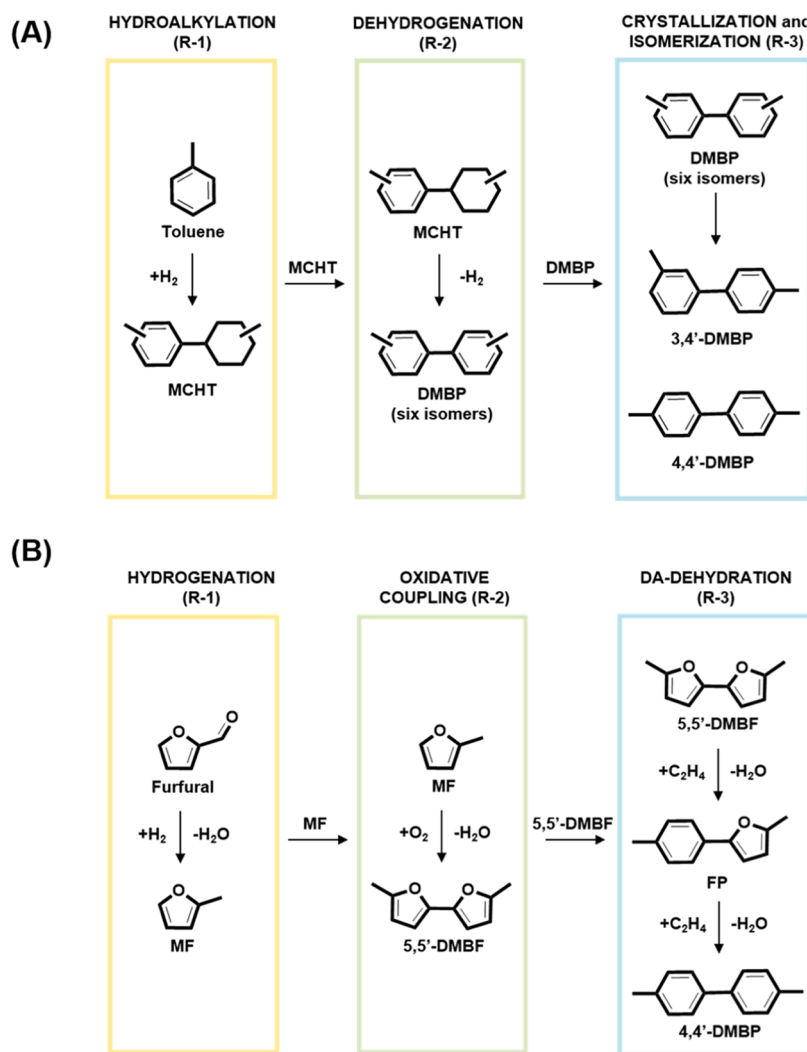 (A)
HYDROALKYLATION
(R-1)
DEHYDROGENATION
(R-2)
CRYSTALLIZATION and
ISOMERIZATION (R-3)
Toluene
+H₂
MCHT
MCHT
MCHT
-H₂
DMBP
(six isomers)
DMBP
DMBP
(six isomers)
3,4'-DMBP
4,4'-DMBP
(B)
HYDROGENATION
(R-1)
OXIDATIVE
COUPLING (R-2)
DA-DEHYDRATION
(R-3)
O
O
Furfural
+H₂ -H₂O
O
MF
MF
O
MF
+O₂ -H₂O
O O
5,5'-DMBF
5,5'-DMBF
O O
5,5'-DMBF
+C₂H₄ -H₂O
O
FP
+C₂H₄ -H₂O
4,4'-DMBP